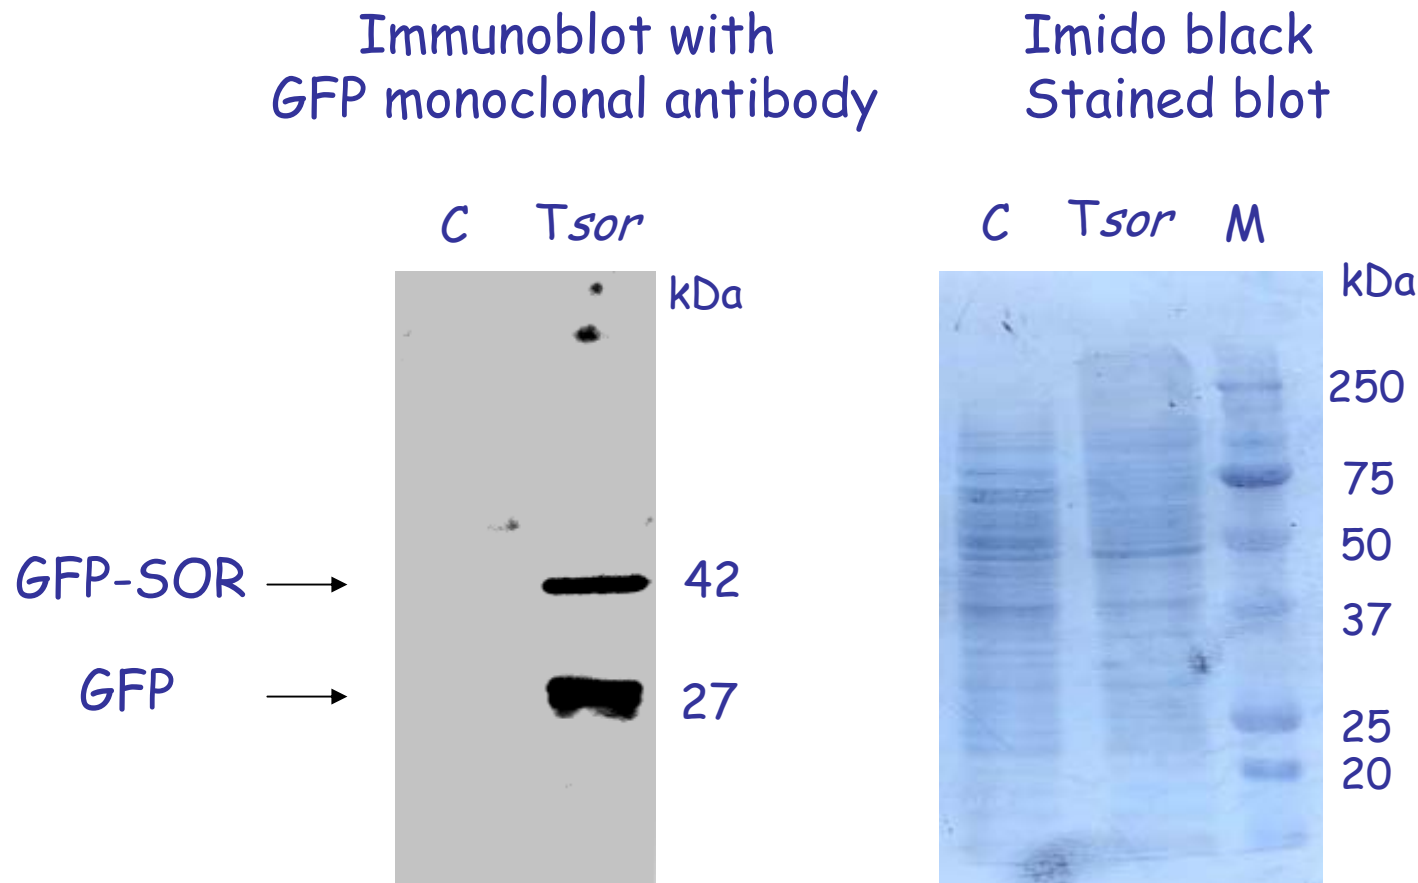 Immunoblot with
GFP monoclonal antibody
C Tsor
kDa
GFP-SOR 42
GFP 27
Imido black
Stained blot
C Tsor M
kDa
250
75
50
37
25
20